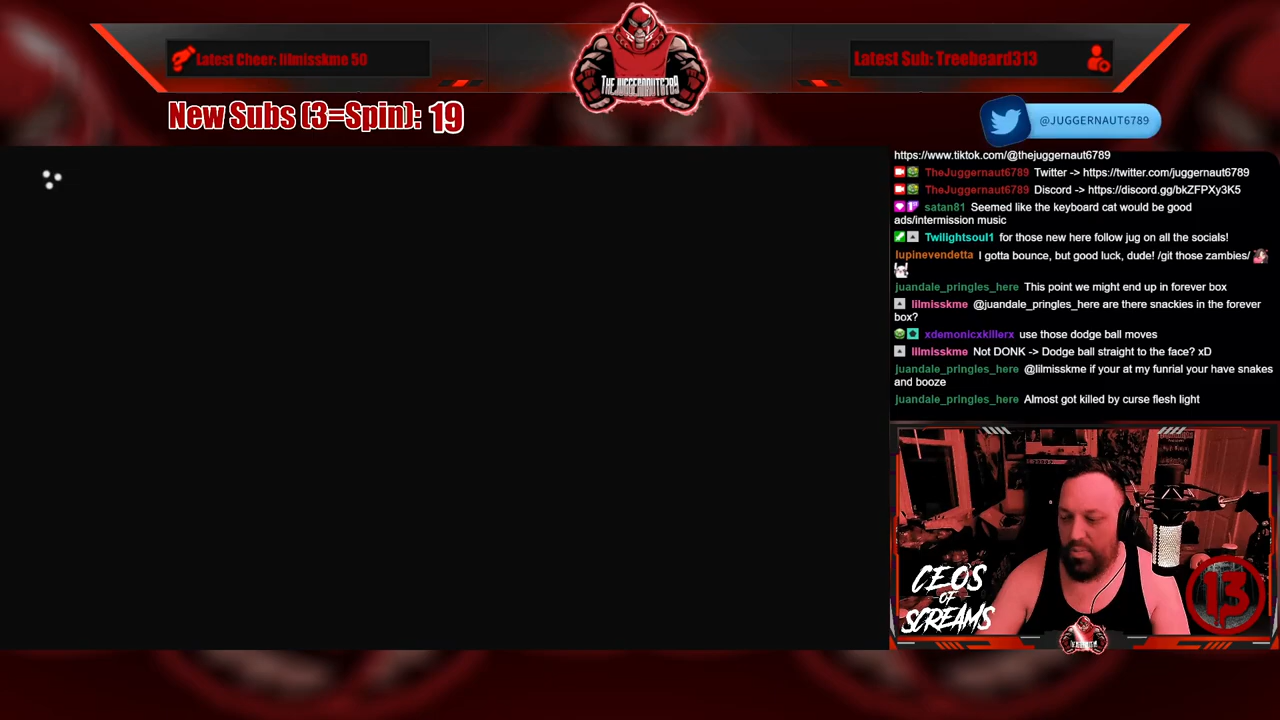 Latest Cheer: lilmisskme 50
THEJUGGERNAUT6789
Latest Sub: Treebeard313
New Subs (3=Spin): 19
@JUGGERNAUT6789
https://www.tiktok.com/@thejuggernaut6789
TheJuggernaut6789 Twitter -> https://twitter.com/juggernaut6789
TheJuggernaut6789 Discord -> https://discord.gg/bkZFPXy3K5
satan81 Seemed like the keyboard cat would be good
ads/intermission music
Twilightsoul1 for those new here follow jug on all the socials!
lupinevendetta I gotta bounce, but good luck, dude! /git those zambies/
juandale_pringles_here This point we might end up in forever box
lilmisskme @juandale_pringles_here are there snackies in the forever
box?
xdemonicxkillerx use those dodge ball moves
lilmisskme Not DONK -> Dodge ball straight to the face? xD
juandale_pringles_here @lilmisskme if your at my funrial your have snakes
and booze
juandale_pringles_here Almost got killed by curse flesh light
CEOS
OF
SCREAMS
13